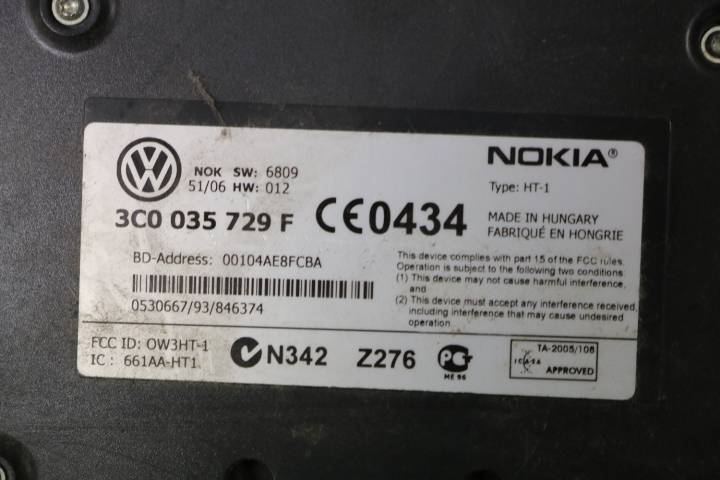 NOK SW: 6809
51/06 HW: 012
3C0 035 729 F
CE0434
NOKIA®
Type: HT-1
MADE IN HUNGARY
FABRIQUÉ EN HONGRIE
BD-Address: 00104AE8FCBA
0530667/93/846374
This device complies with part 15 of the FCC rules.
Operation is subject to the following two conditions:
(1) This device may not cause harmful interference,
and
(2) This device must accept any interference received,
including interference that may cause undesired
operation
FCC ID: OW3HT-1
IC : 661AA-HT1
N342
Z276
ME 96
TA-2005/108
ICASA
APPROVED